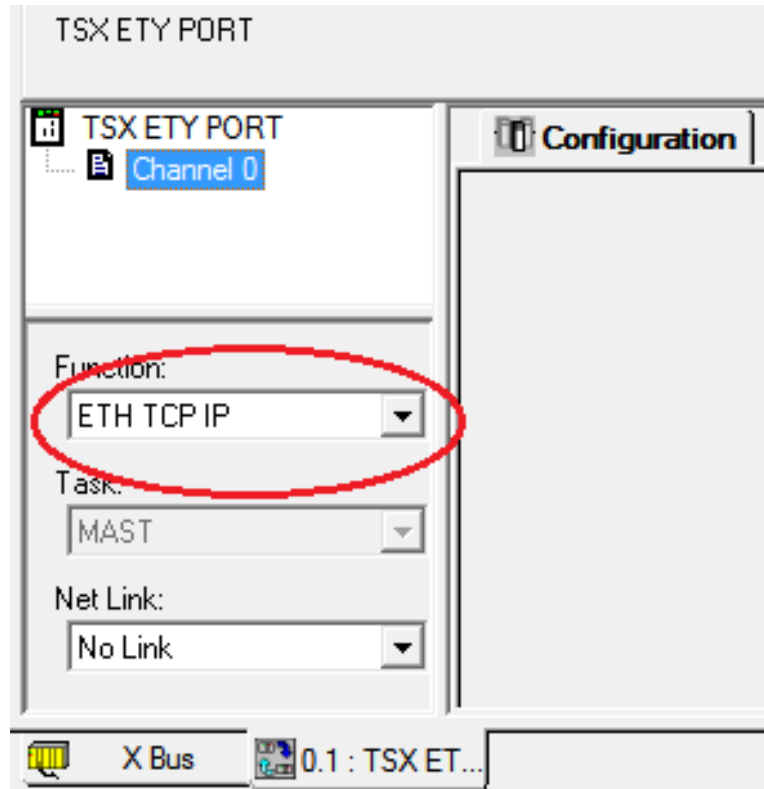 TSX ETY PORT
TSX ETY PORT
Channel 0
Configuration
Function:
ETH TCP IP
Task:
MAST
Net Link:
No Link
X Bus
0.1 : TSX ET...